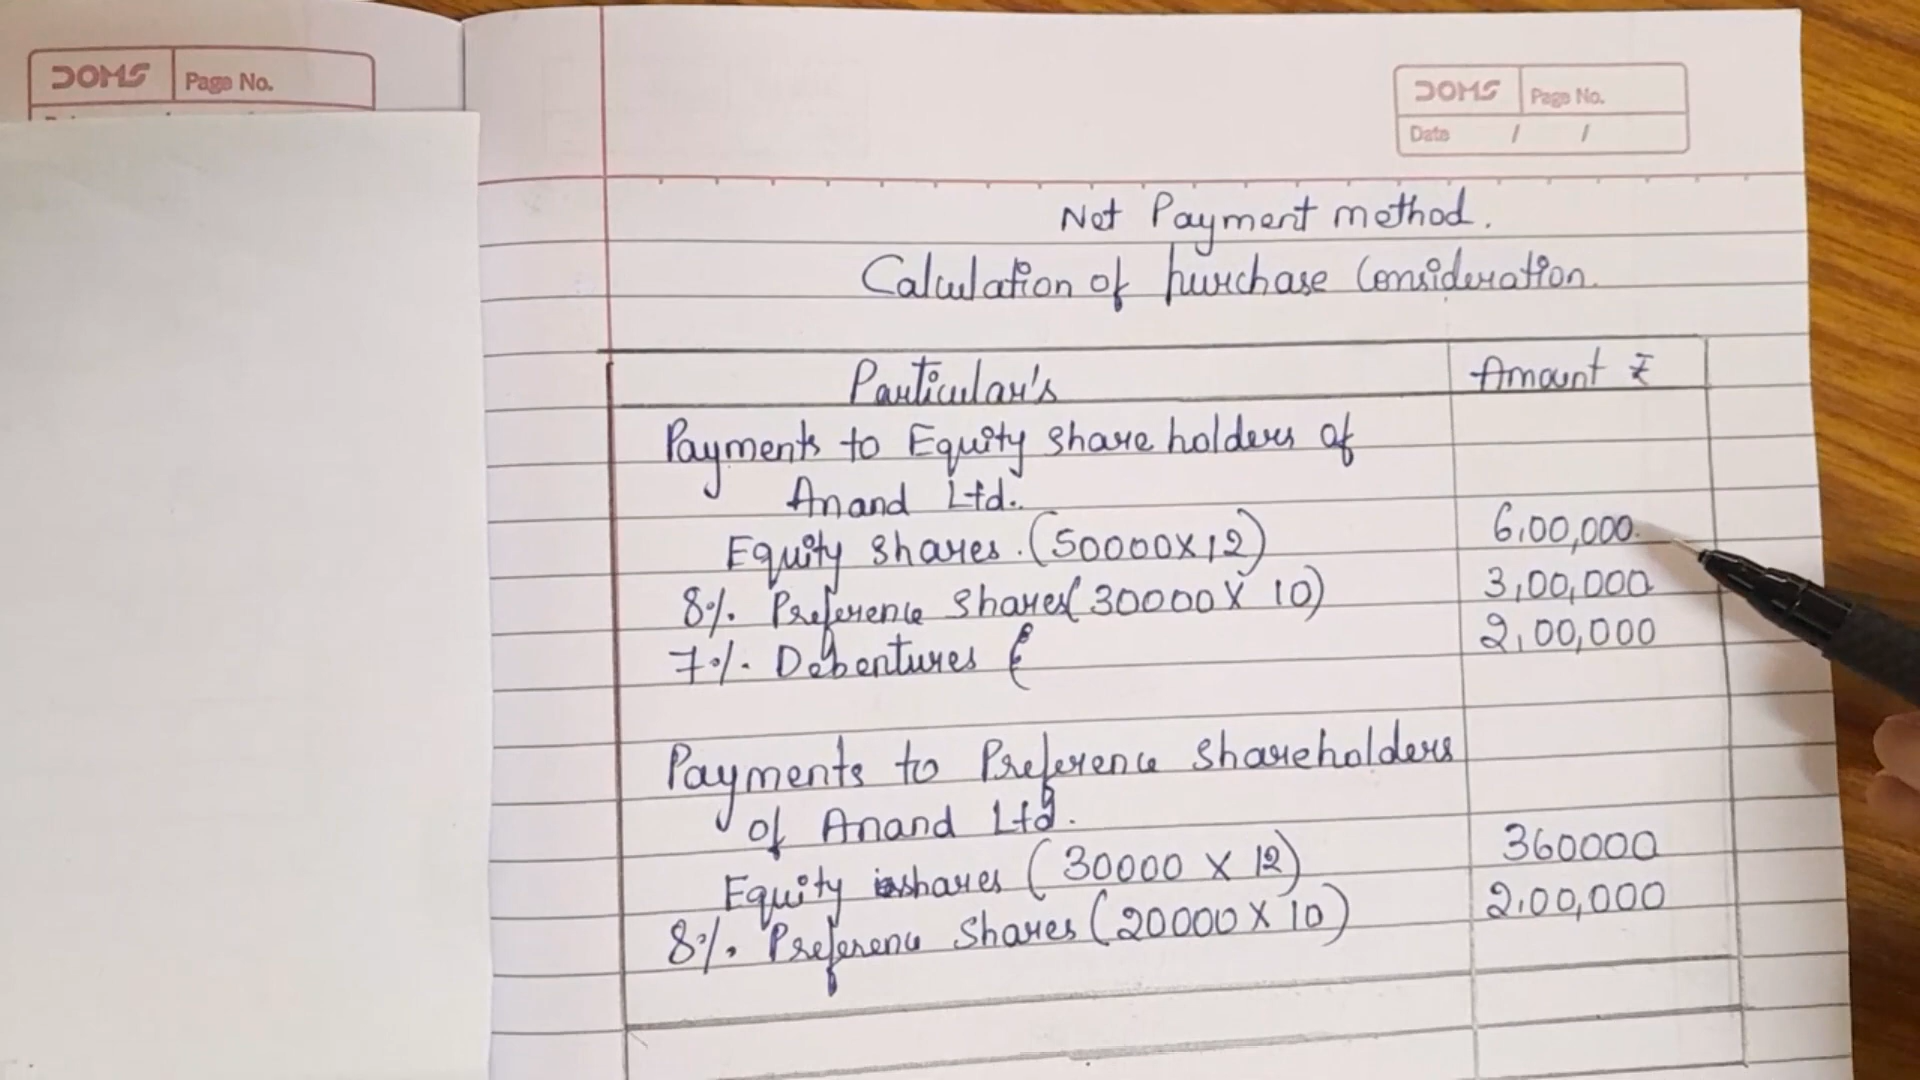 DOMS Page No.
DOMS Page No.
Date / /
Net Payment method.
Calculation of purchase Consideration.
Particular's Amount ₹
Payments to Equity share holders of
Anand Ltd.
Equity shares. (50000x12) 6,00,000
8%. Preference shares(30000x 10) 3,00,000
7%. Debentures ( 2,00,000
Payments to Preference shareholders
of Anand Ltd.
Equity shares (30000 x 12) 360000
8%. Preference shares (20000x10) 2,00,000